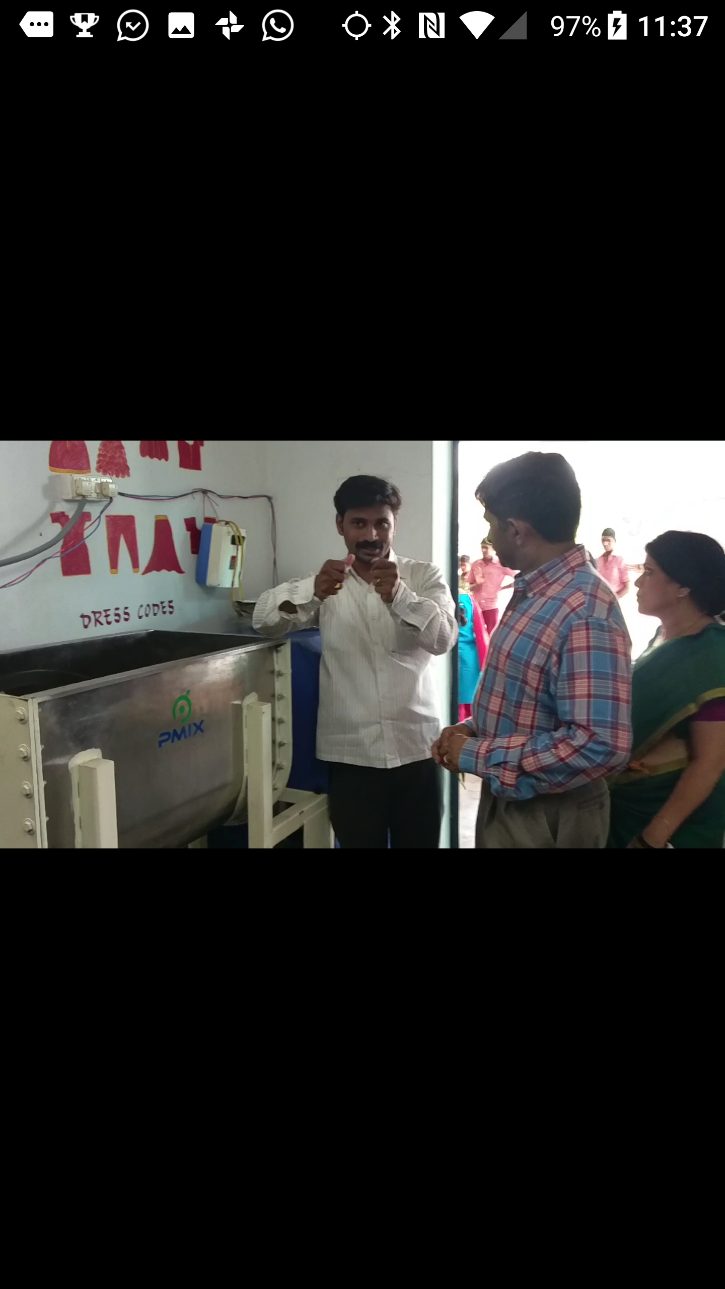 97% 11:37
DRESS CODES
PMIX